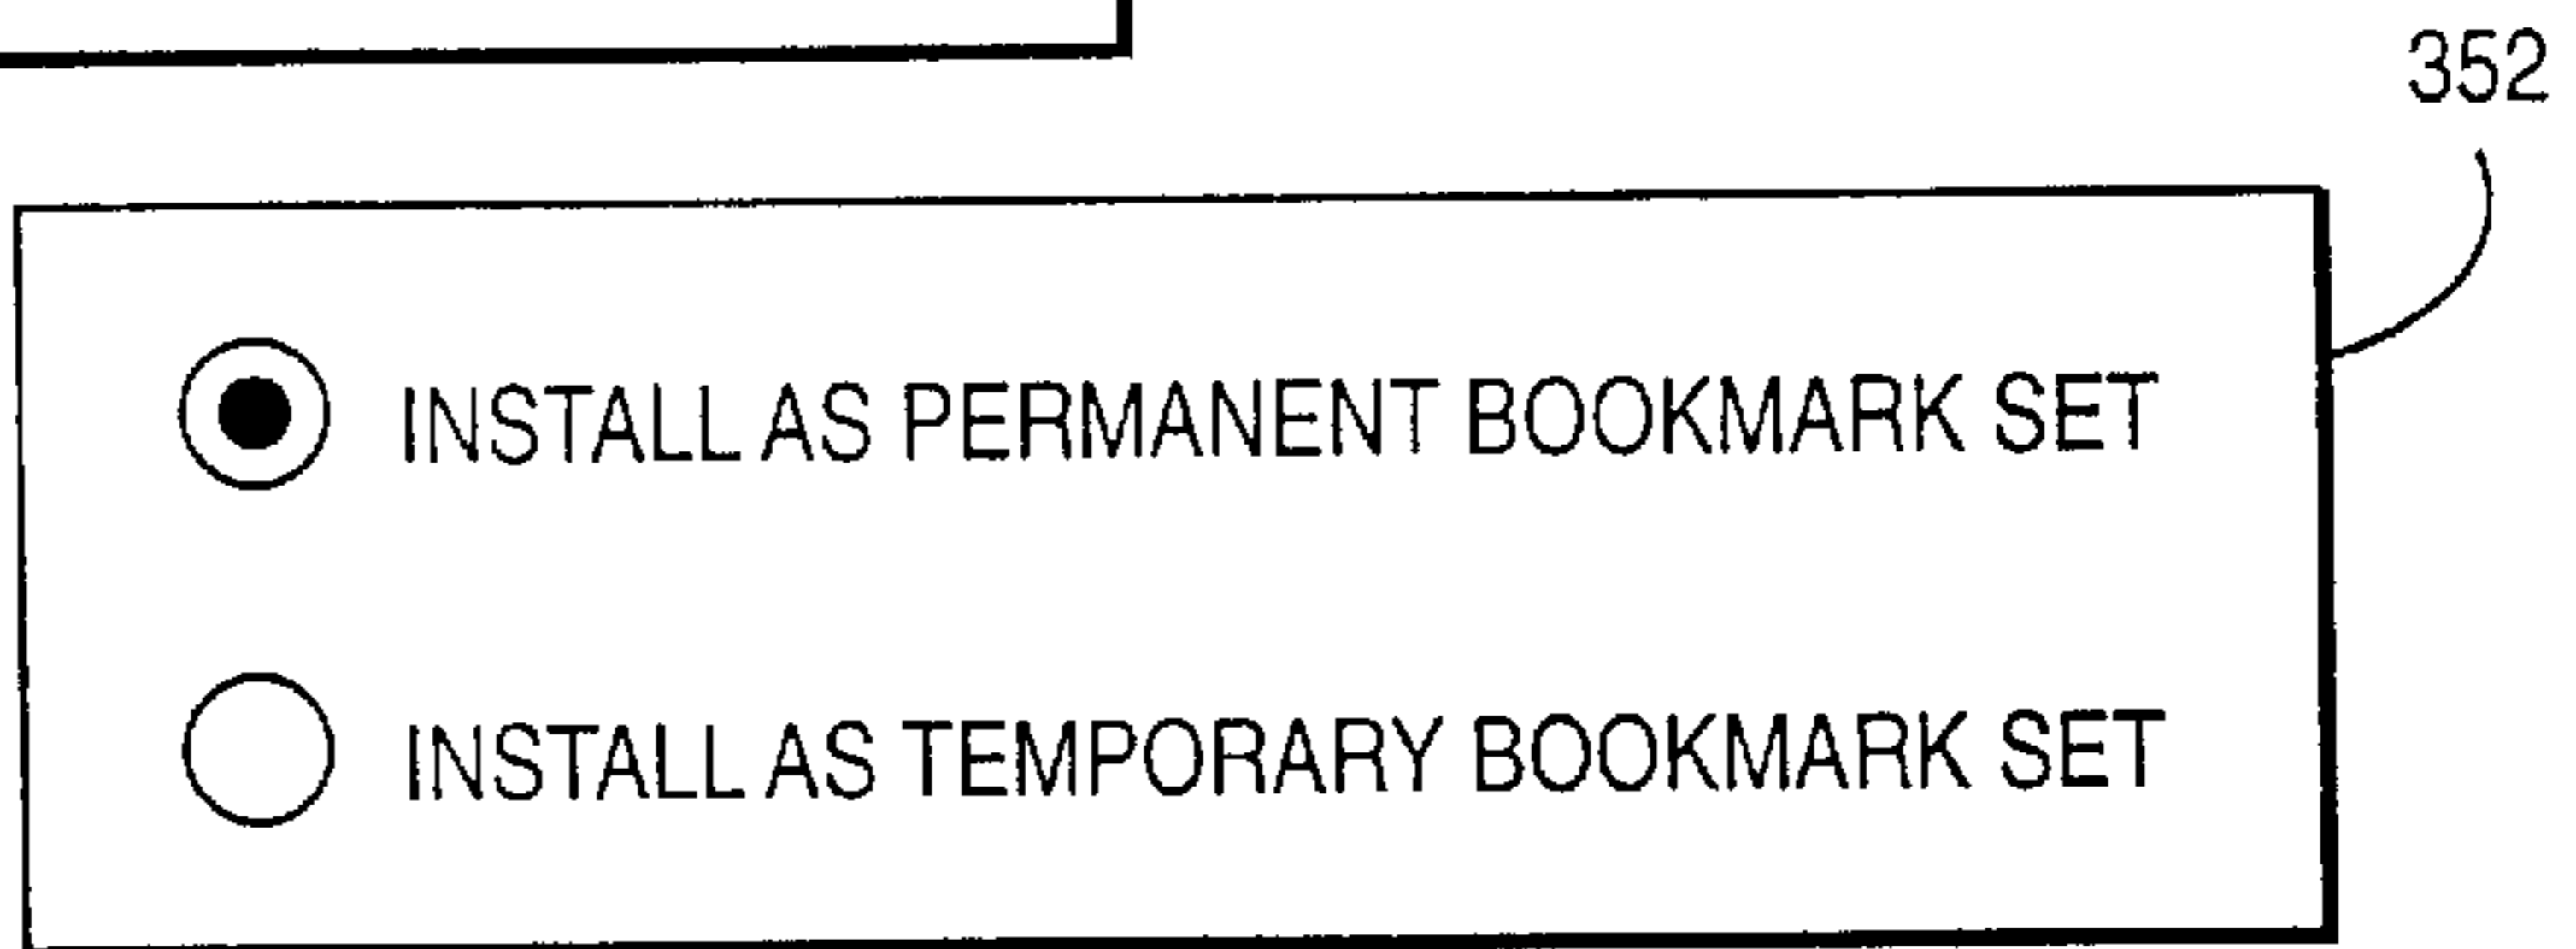 352
INSTALL AS PERMANENT BOOKMARK SET
INSTALL AS TEMPORARY BOOKMARK SET